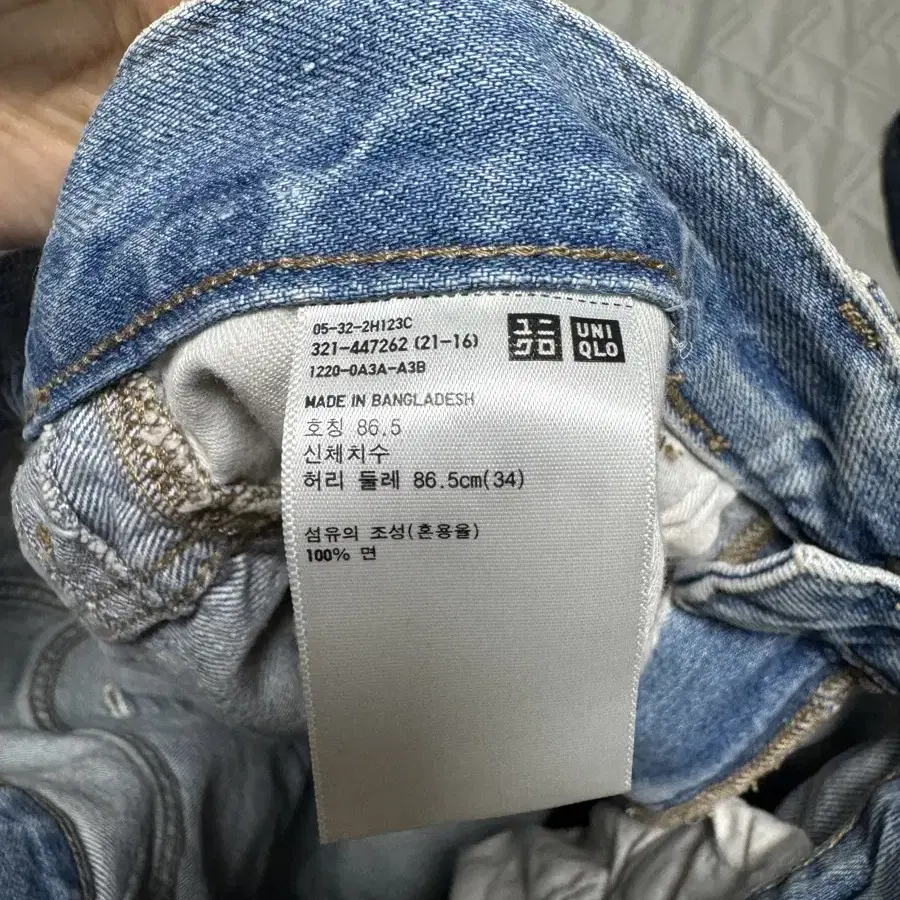 05-32-2H123C
321-447262 (21-16)
1220-0A3A-A3B
ユニ
クロ
UNI
QLO
MADE IN BANGLADESH
호칭 86.5
신체치수
허리 둘레 86.5cm(34)
섬유의 조성(혼용율)
100% 면